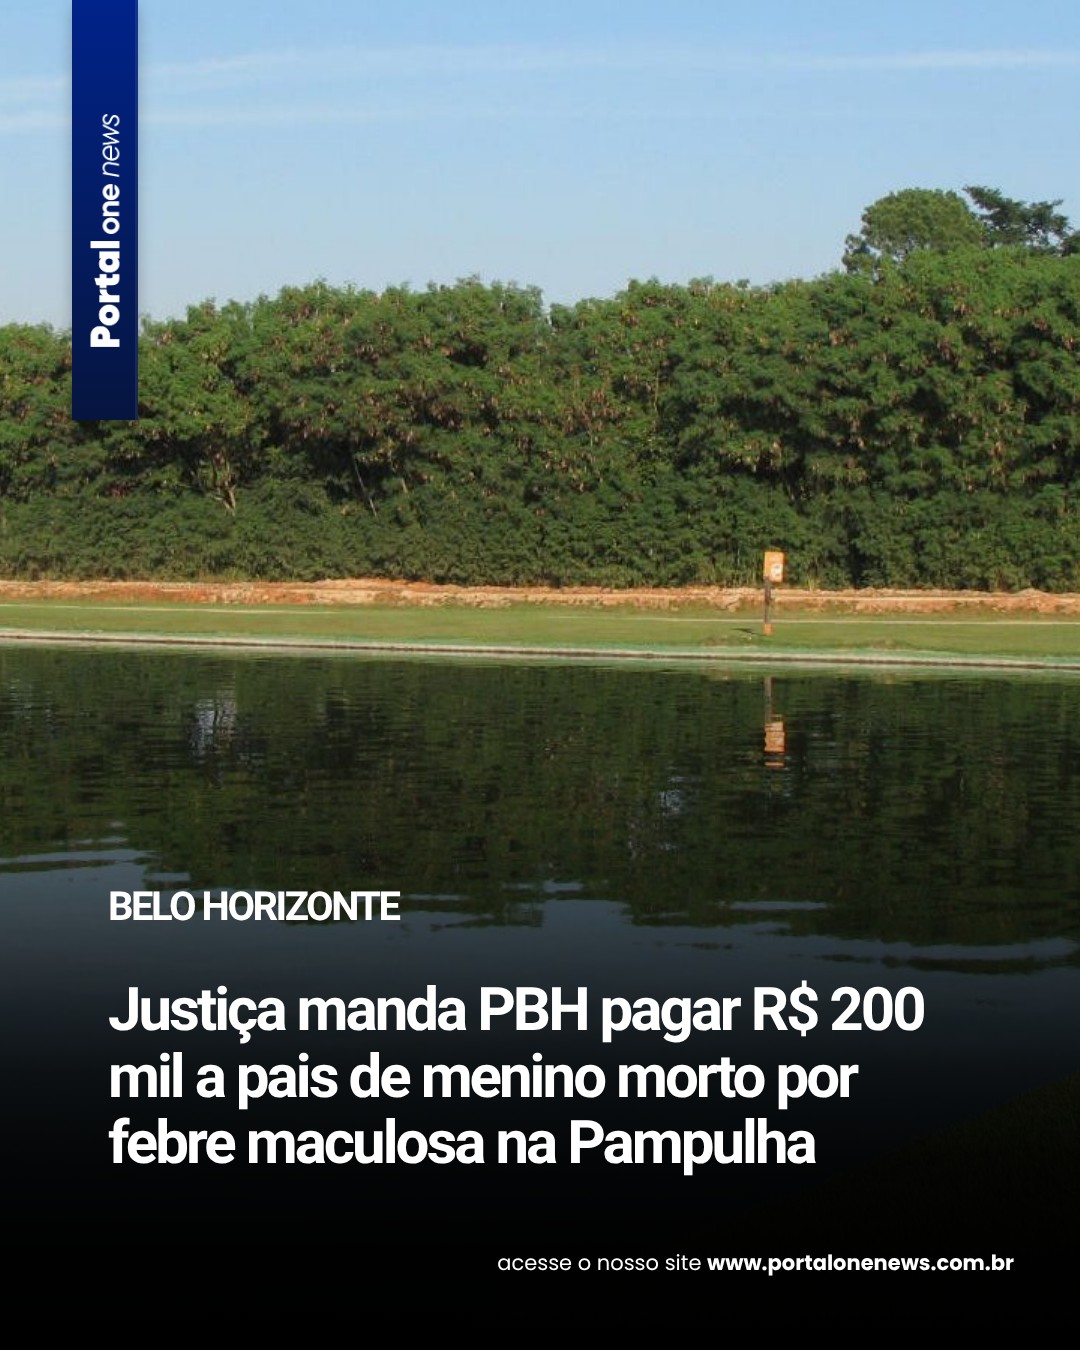 Portal one news
BELO HORIZONTE
Justiça manda PBH pagar R$ 200
mil a pais de menino morto por
febre maculosa na Pampulha
acesse o nosso site www.portalonenews.com.br